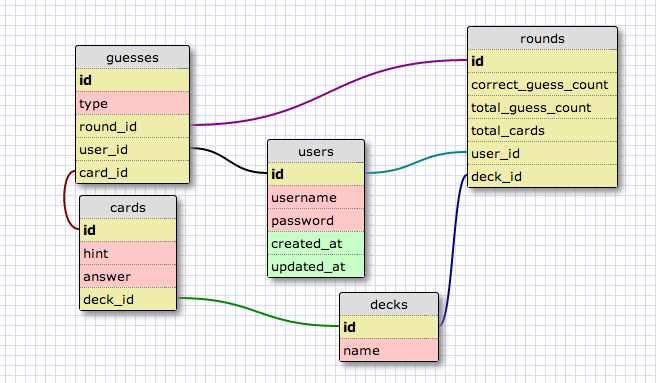 guesses
id
type
round_id
user_id
card_id
cards
id
hint
answer
deck_id
users
id
username
password
created_at
updated_at
decks
id
name
rounds
id
correct_guess_count
total_guess_count
total_cards
user_id
deck_id